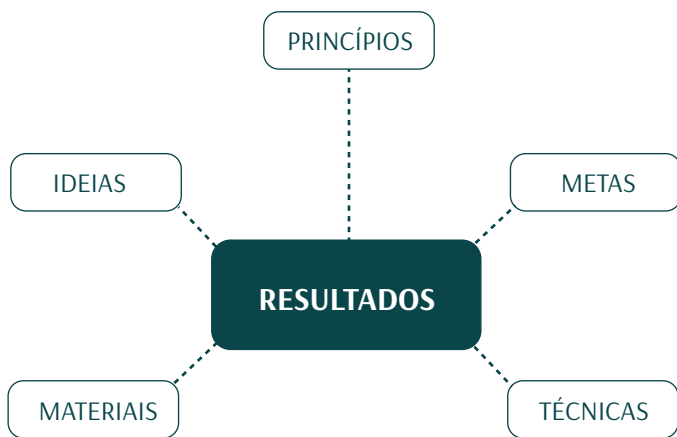 PRINCÍPIOS
IDEIAS
METAS
RESULTADOS
MATERIAIS
TÉCNICAS